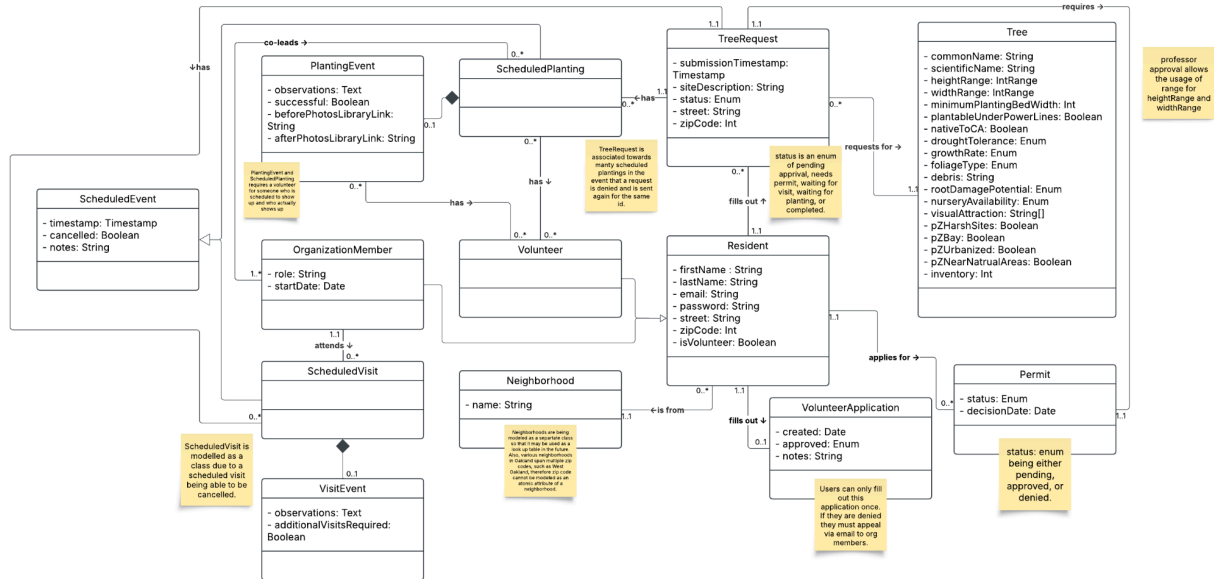 requires →
1..1
1..1
Tree
- commonName: String
- scientificName: String
- heightRange: IntRange
- widthRange: IntRange
- minimumPlantingBedWidth: Int
- plantableUnderPowerLines: Boolean
- nativeToCA: Boolean
- droughtTolerance: Enum
- growthRate: Enum
- foliageType: Enum
- debris: String
- rootDamagePotential: Enum
- nurseryAvailability: Enum
- visualAttraction: String[]
- pZHarshSites: Boolean
- pZBay: Boolean
- pZUrbanized: Boolean
- pZNearNatrualAreas: Boolean
- inventory: Int
professor
approval allows
the usage of
range for
heightRange and
widthRange
TreeRequest
- submissionTimestamp:
Timestamp
- siteDescription: String
- status: Enum
- street: String
- zipCode: Int
co-leads →
0..*
↓has
PlantingEvent
- observations: Text
- successful: Boolean
- beforePhotosLibraryLink:
String
- afterPhotosLibraryLink: String
ScheduledPlanting
0..1
←has
1..1
0..*
0..*
requests for →
1..1
TreeRequest is
associated towards
manty scheduled
plantings in the
event that a request
is denied and is sent
again for the same
id.
status is an enum
of pending
apprival, needs
permit, waiting for
visit, waiting for
planting, or
completed.
0..*
fills out ↑
1..1
PlantingEvent and
ScheduledPlanting
requires a volunteer
for someone who is
scheduled to show
up and who actually
shows up
0..*
has →
has ↓
0..*
0..*
ScheduledEvent
- timestamp: Timestamp
- cancelled: Boolean
- notes: String
OrganizationMember
- role: String
- startDate: Date
1..*
Volunteer
Resident
- firstName : String
- lastName: String
- email: String
- password: String
- street: String
- zipCode: Int
- isVolunteer: Boolean
1..1
applies for →
0..*
1..1
attends ↓
0..*
ScheduledVisit
0..*
Neighborhood
- name: String
0..*
←is from
1..1
1..1
fills out ↓
0..1
VolunteerApplication
- created: Date
- approved: Enum
- notes: String
Permit
- status: Enum
- decisionDate: Date
1..1
ScheduledVisit is
modelled as a
class due to a
scheduled visit
being able to be
cancelled.
0..1
VisitEvent
- observations: Text
- additionalVisitsRequired:
Boolean
Neighborhoods are being
modeled as a separtate class
so that it may be used as a
look up table in the future.
Also, various neighborhoods
in Oakland span multiple zip
codes, such as West
Oakland, therefore zip code
cannot be modeled as an
atomic attribute of a
neighborhood.
Users can only fill
out this
application once.
If they are denied
they must appeal
via email to org
members.
status: enum
being either
pending,
approved, or
denied.